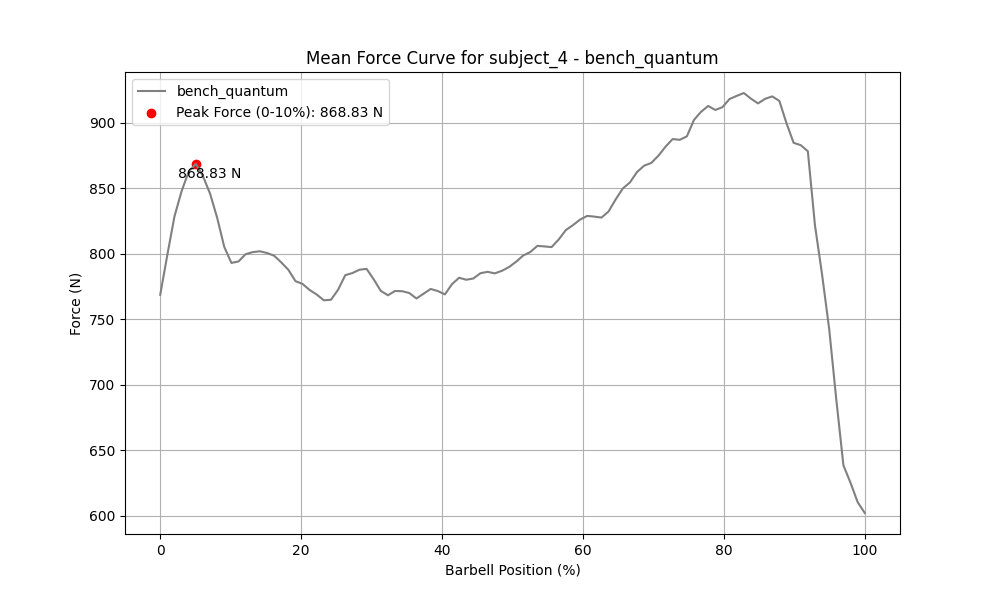 Mean Force Curve for subject_4 - bench_quantum
bench_quantum
Peak Force (0-10%): 868.83 N
868.83 N
900
850
800
750
700
650
600
Force (N)
0 20 40 60 80 100
Barbell Position (%)